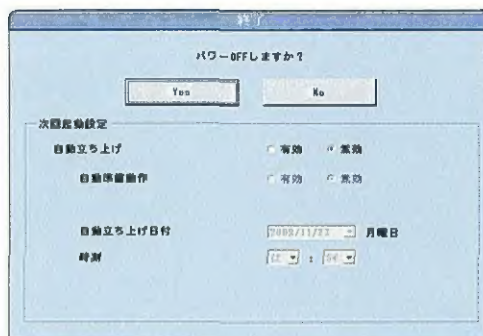 終了
パワーOFFしますか？
Yes
No
次回起動設定
自動立ち上げ
有効 無効
自動準備動作
有効 無効
自動立ち上げ日付
月曜日
時刻
: